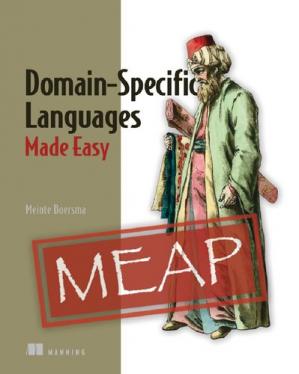 Domain-Specific
Languages
Made Easy
Meinte Boersma
MEAP
MANNING